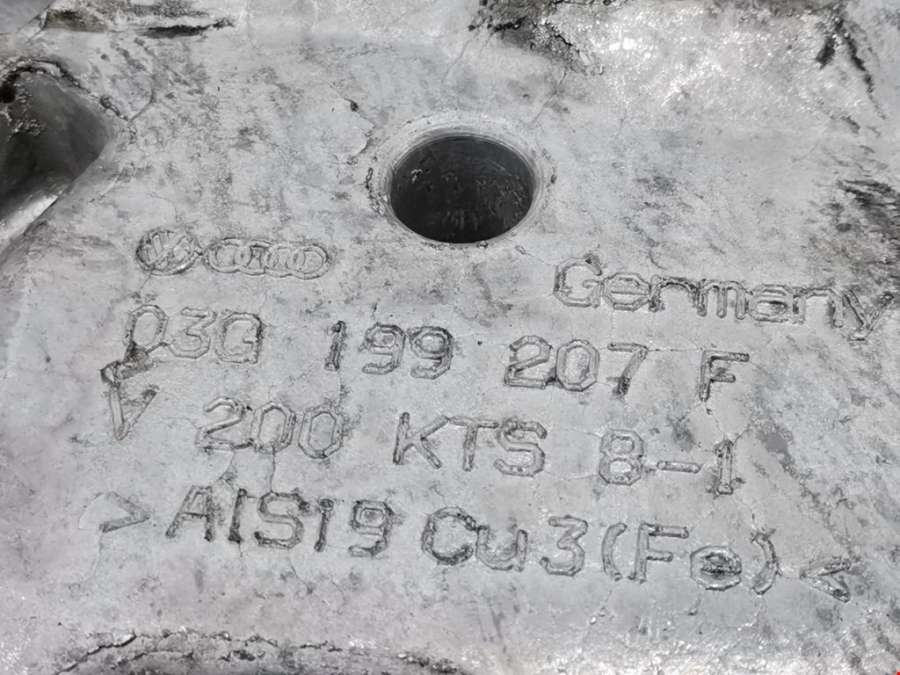 Germany
03G 199 207 F
V 200 KTS 8-1
>AlSi9Cu3(Fe)<